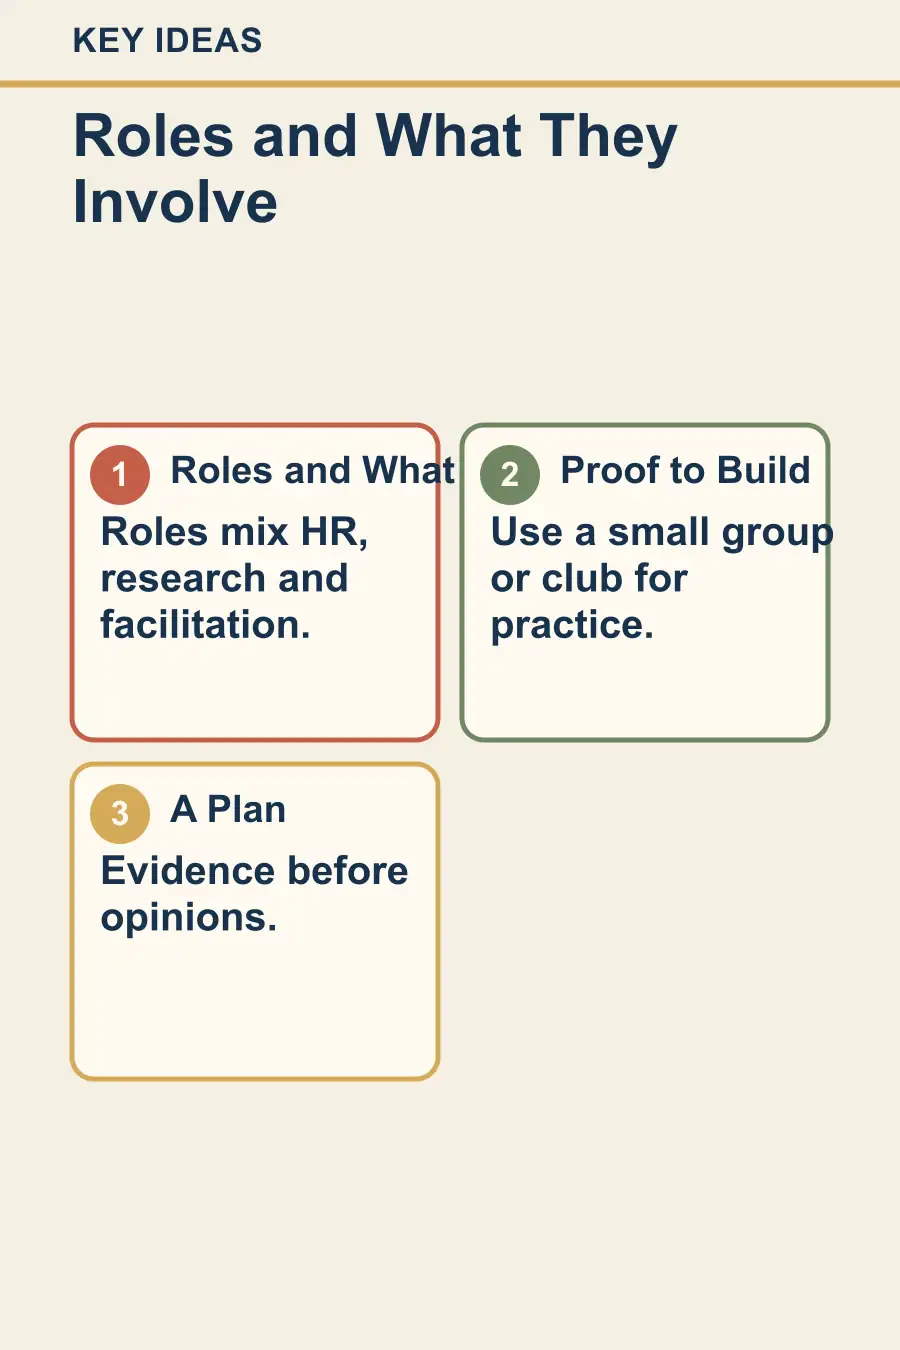 KEY IDEAS
Roles and What They
Involve
1 Roles and What
Roles mix HR,
research and
facilitation.
2 Proof to Build
Use a small group
or club for
practice.
3 A Plan
Evidence before
opinions.